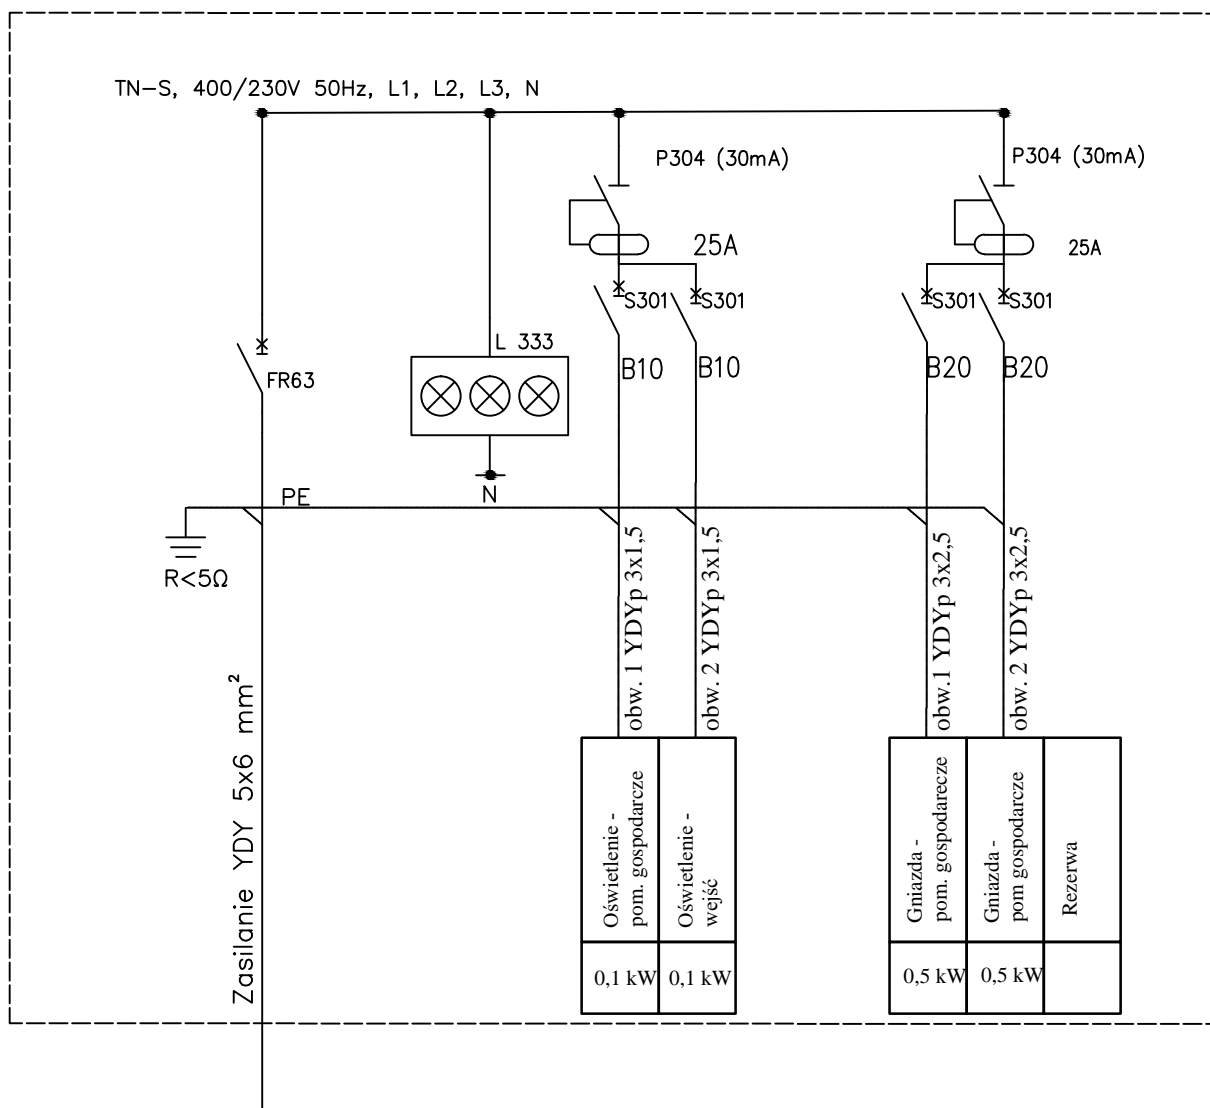 TN-S, 400/230V 50Hz, L1, L2, L3, N
P304 (30mA)
P304 (30mA)
25A
25A
S301
S301
S301
S301
L 333
FR63
B10
B10
B20
B20
N
PE
R<5Ω
Zasilanie YDY 5x6 mm²
obw. 1 YDYp 3x1,5
obw. 2 YDYp 3x1,5
obw.1 YDYp 3x2,5
obw. 2 YDYp 3x2,5
Oświetlenie -
pom. gospodarcze
Oświetlenie -
wejść
Gniazda -
pom. gospodarecze
Gniazda -
pom gospodarcze
Rezerwa
0,1 kW
0,1 kW
0,5 kW
0,5 kW